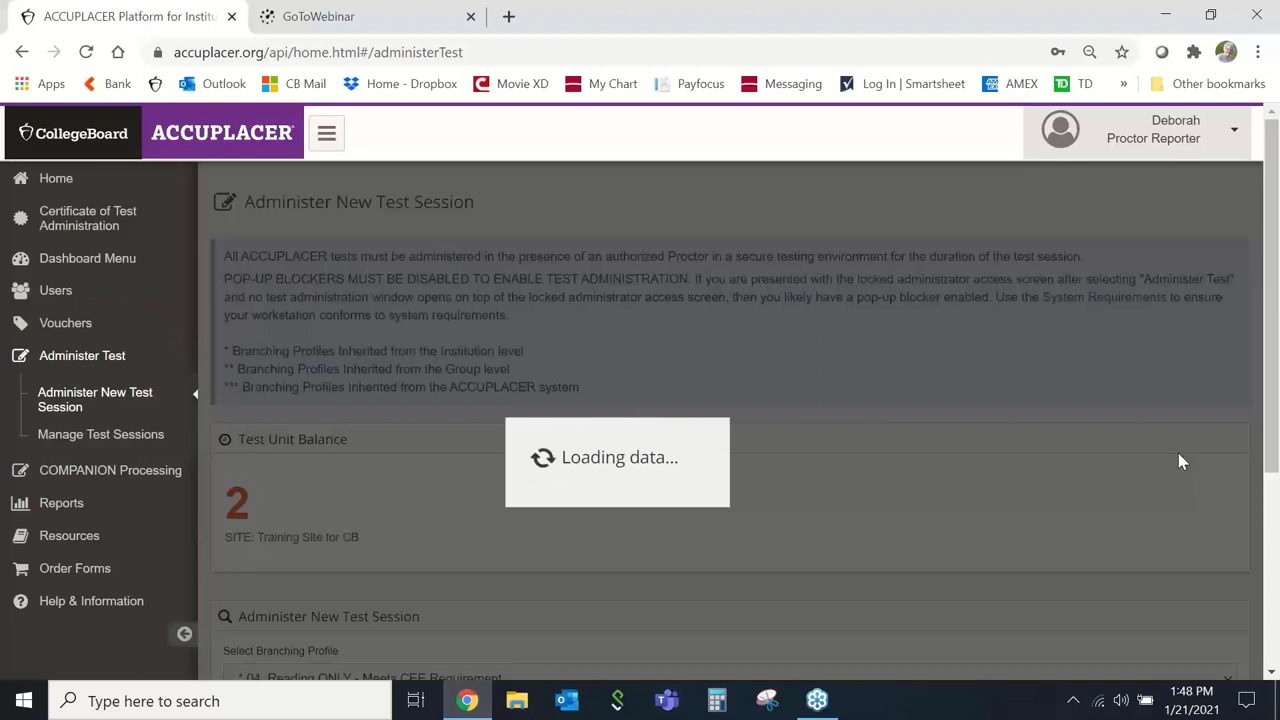 ACCUPLACER Platform for Institu
GoToWebinar
accuplacer.org/api/home.html#/administerTest
Apps
Bank
Outlook
CB Mail
Home - Dropbox
Movie XD
My Chart
Payfocus
Messaging
Log In | Smartsheet
AMEX
TD
»
Other bookmarks
CollegeBoard
ACCUPLACER
Deborah
Proctor Reporter
Home
Certificate of Test
Administration
Dashboard Menu
Users
Vouchers
Administer Test
Administer New Test
Session
Manage Test Sessions
COMPANION Processing
Reports
Resources
Order Forms
Help & Information
Administer New Test Session
All ACCUPLACER tests must be administered in the presence of an authorized Proctor in a secure testing environment for the duration of the test session.
POP-UP BLOCKERS MUST BE DISABLED TO ENABLE TEST ADMINISTRATION. If you are presented with the locked administrator access screen after selecting "Administer Test"
and no test administration window opens on top of the locked administrator access screen, then you likely have a pop-up blocker enabled. Use the System Requirements to ensure
your workstation conforms to system requirements.
* Branching Profiles Inherited from the Institution level
** Branching Profiles Inherited from the Group level
*** Branching Profiles Inherited from the ACCUPLACER system
Test Unit Balance
Loading data...
2
SITE: Training Site for CB
Administer New Test Session
Select Branching Profile
* 04. Reading ONLY - Meets CEE Requirement
Type here to search
1:48 PM
1/21/2021